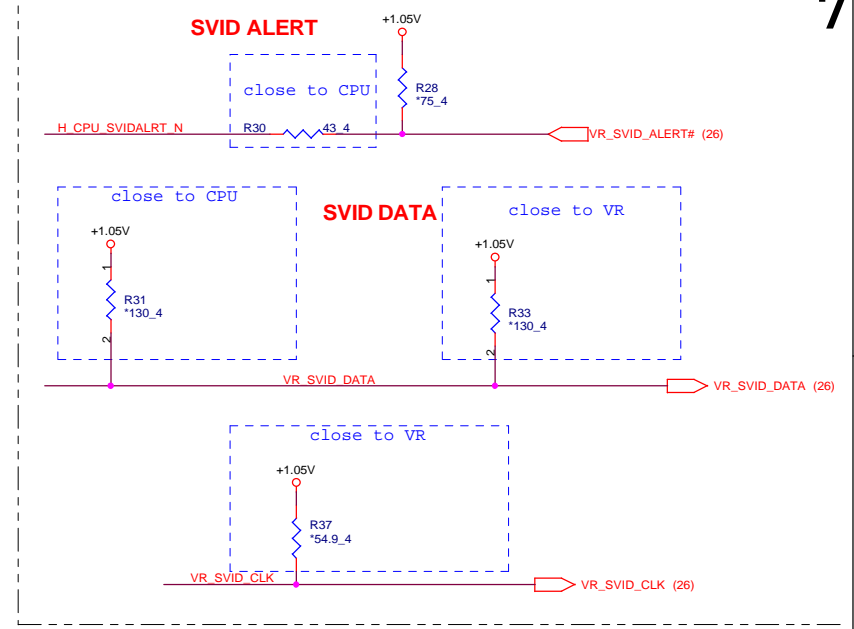 7
SVID ALERT
+1.05V
close to CPU
R28
*75_4
H_CPU_SVIDALRT_N
R30
43_4
VR_SVID_ALERT# (26)
close to CPU
SVID DATA
close to VR
+1.05V
+1.05V
1
1
R31
*130_4
R33
*130_4
2
2
VR_SVID_DATA
VR_SVID_DATA (26)
close to VR
+1.05V
R37
*54.9_4
VR_SVID_CLK
VR_SVID_CLK (26)